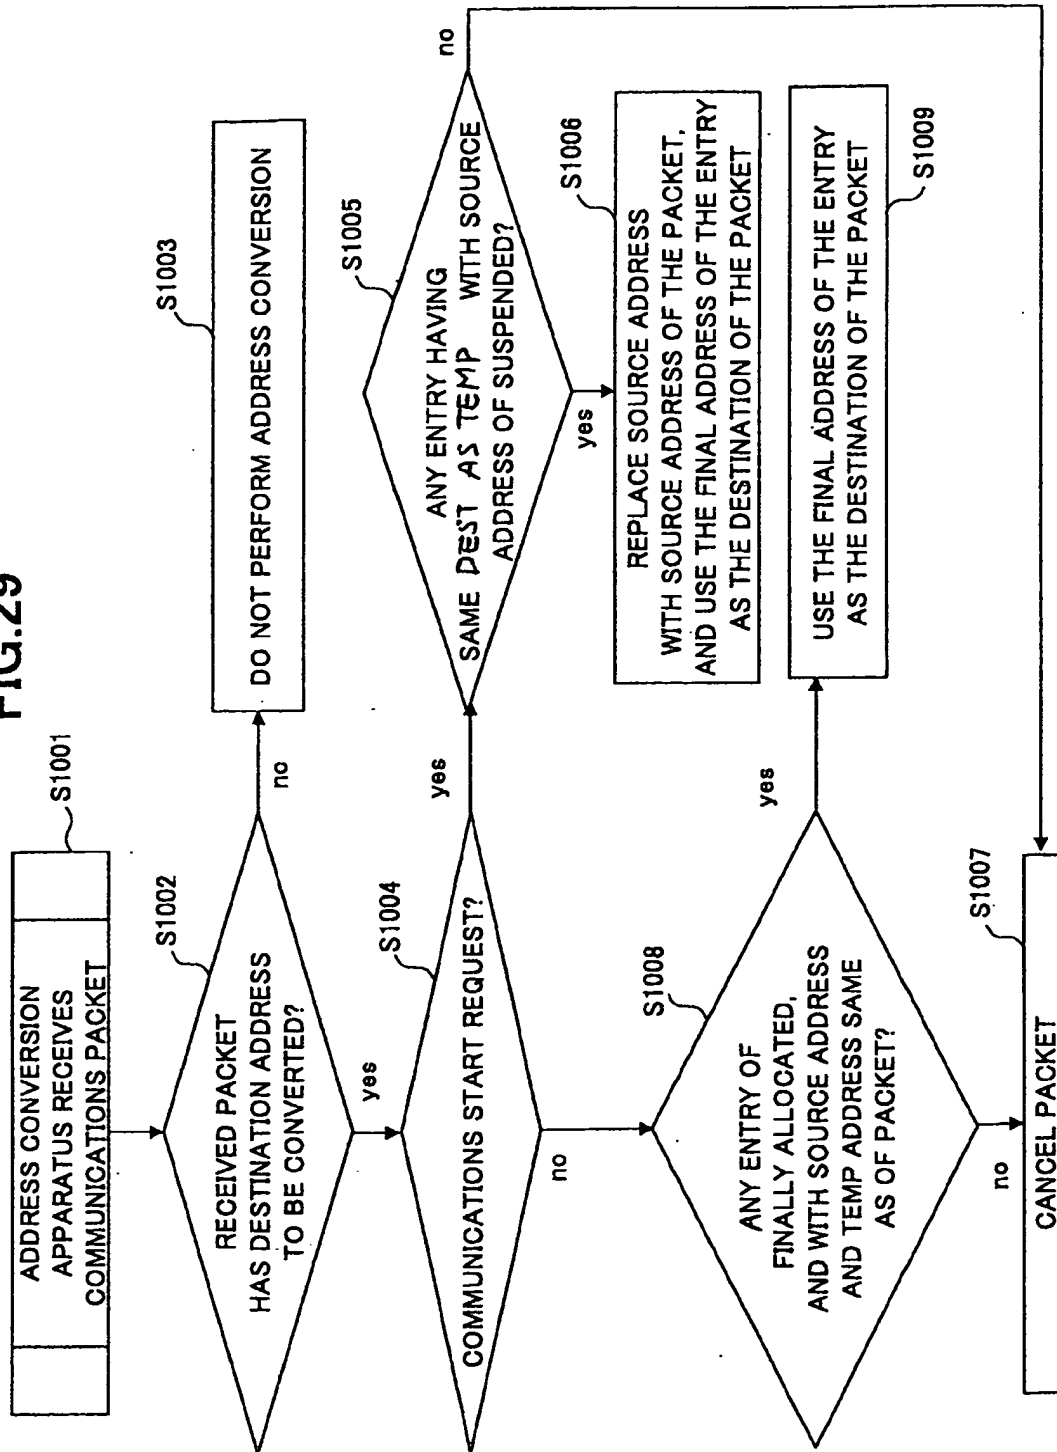 FIG.29
ADDRESS CONVERSION
APPARATUS RECEIVES
COMMUNICATIONS PACKET
S1001
RECEIVED PACKET
HAS DESTINATION ADDRESS
TO BE CONVERTED?
S1002
no
DO NOT PERFORM ADDRESS CONVERSION
S1003
yes
COMMUNICATIONS START REQUEST?
S1004
yes
ANY ENTRY HAVING
SAME DEST AS TEMP WITH SOURCE
ADDRESS OF SUSPENDED?
S1005
no
yes
REPLACE SOURCE ADDRESS
WITH SOURCE ADDRESS OF THE PACKET,
AND USE THE FINAL ADDRESS OF THE ENTRY
AS THE DESTINATION OF THE PACKET
S1006
no
ANY ENTRY OF
FINALLY ALLOCATED,
AND WITH SOURCE ADDRESS
AND TEMP ADDRESS SAME
AS OF PACKET?
S1008
yes
USE THE FINAL ADDRESS OF THE ENTRY
AS THE DESTINATION OF THE PACKET
S1009
no
CANCEL PACKET
S1007